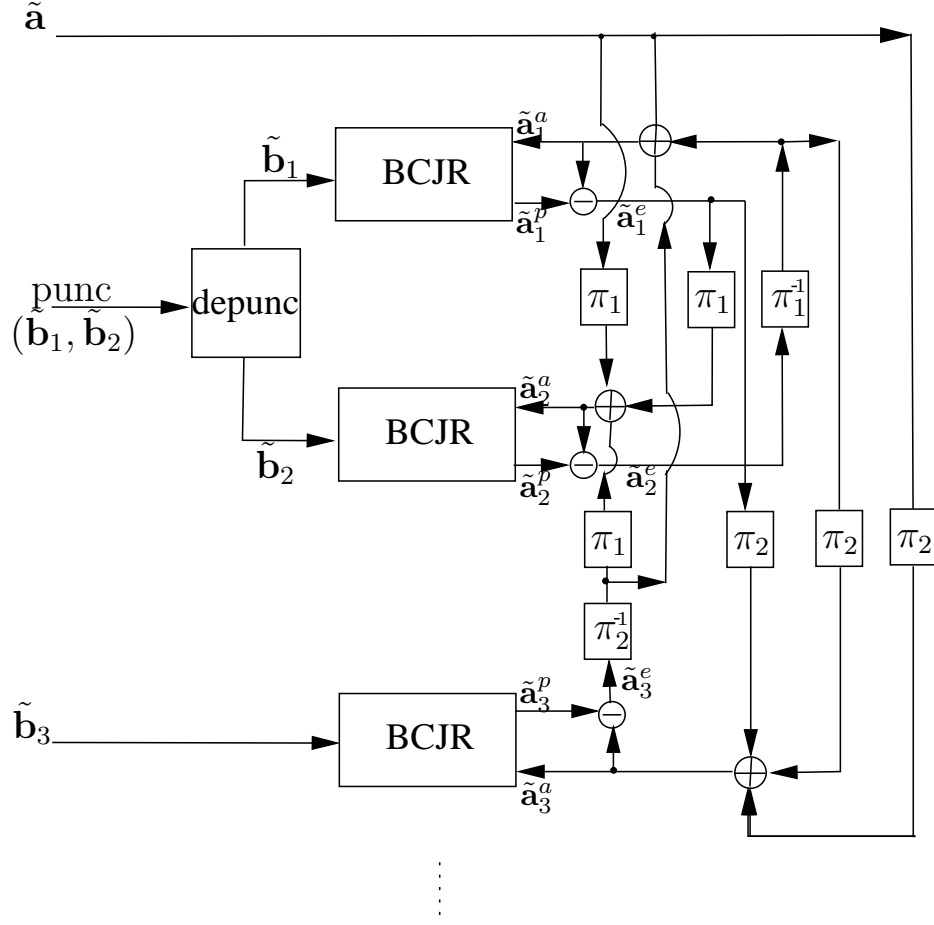 ã
ã₁ᵃ
b̃₁
BCJR
ã₁ᵖ
ã₁ᵉ
punc
(b̃₁, b̃₂)
depunc
π₁
π₁
π₁⁻¹
ã₂ᵃ
BCJR
b̃₂
ã₂ᵖ
ã₂ᵉ
π₁
π₂
π₂
π₂
π₂⁻¹
ã₃ᵉ
ã₃ᵖ
b̃₃
BCJR
ã₃ᵃ